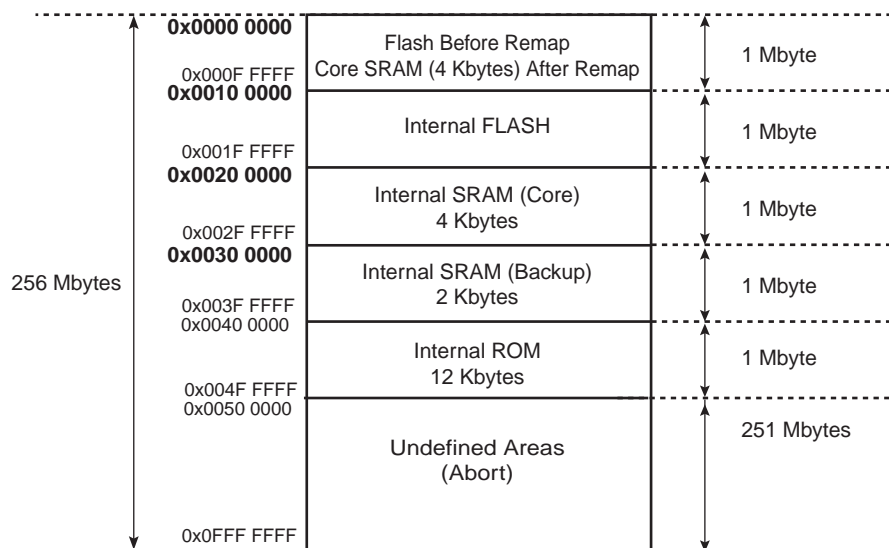 0x0000 0000
Flash Before Remap
Core SRAM (4 Kbytes) After Remap
1 Mbyte
0x000F FFFF
0x0010 0000
Internal FLASH
1 Mbyte
0x001F FFFF
0x0020 0000
Internal SRAM (Core)
4 Kbytes
1 Mbyte
0x002F FFFF
0x0030 0000
256 Mbytes
Internal SRAM (Backup)
2 Kbytes
1 Mbyte
0x003F FFFF
0x0040 0000
Internal ROM
12 Kbytes
1 Mbyte
0x004F FFFF
0x0050 0000
Undefined Areas
(Abort)
251 Mbytes
0x0FFF FFFF